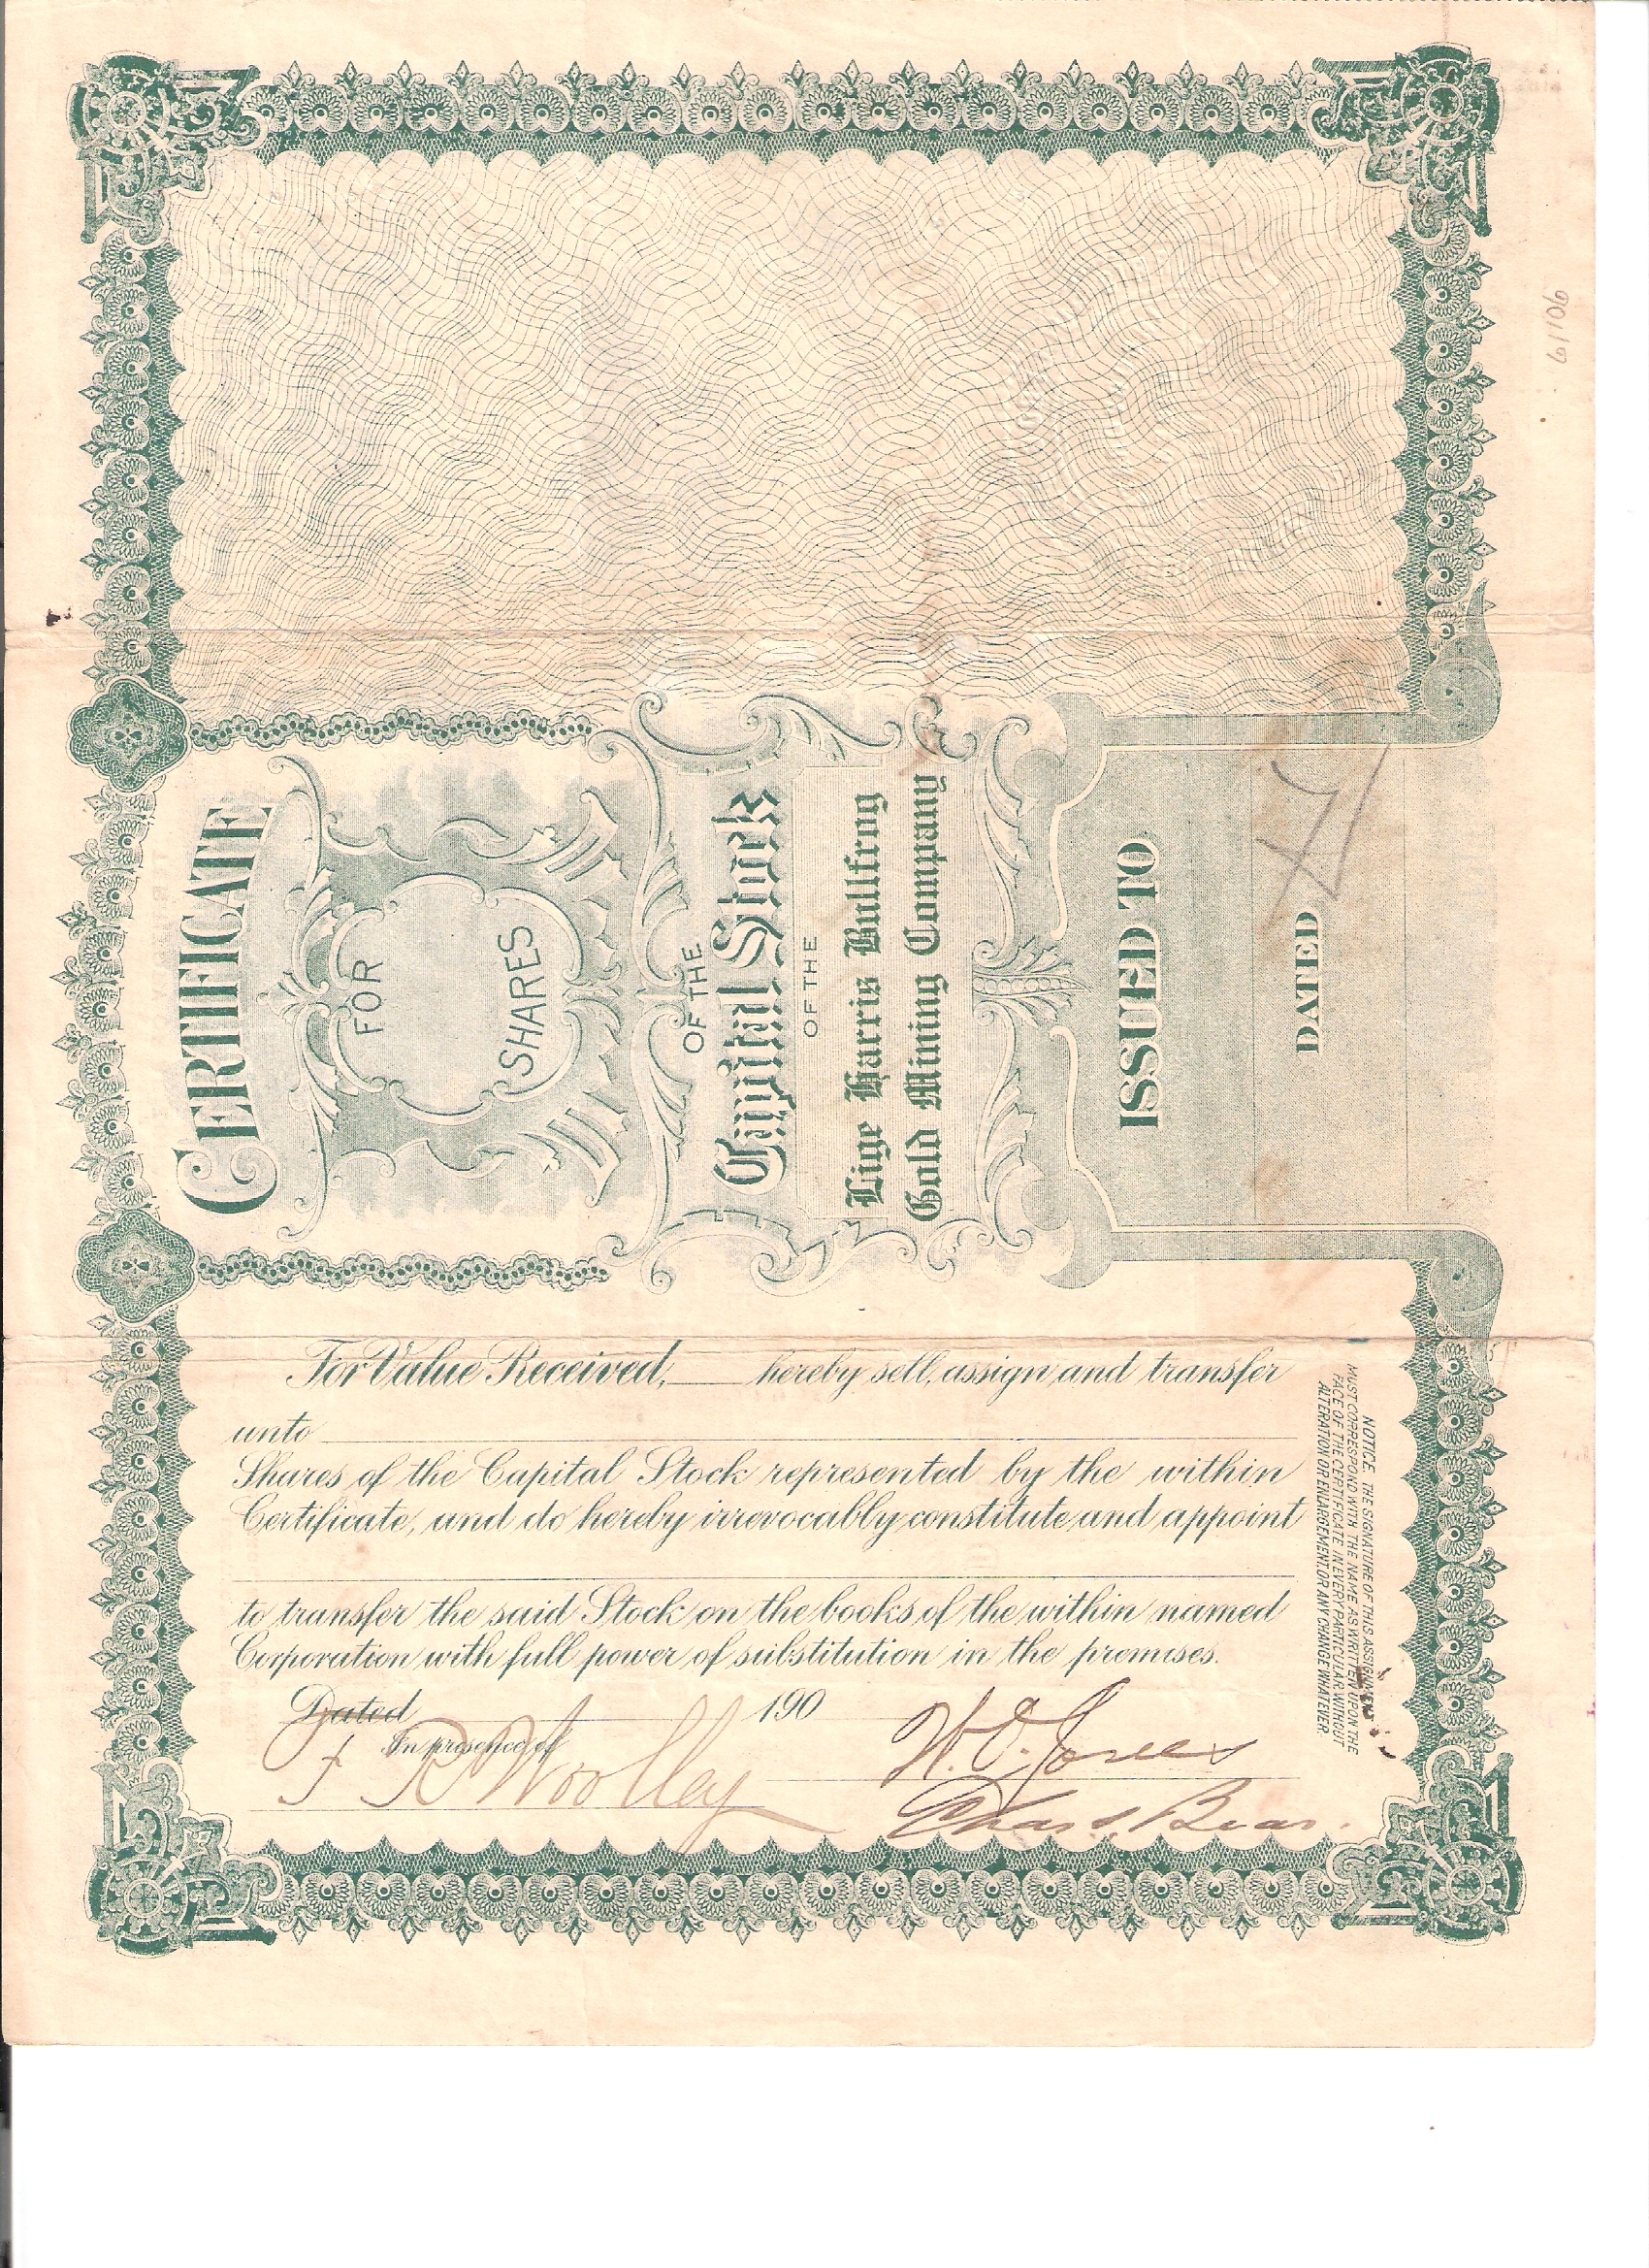 CERTIFICATE
FOR
SHARES
OF THE
Capital Stock
OF THE
Lige Harris Bullfrog
Gold Mining Company
ISSUED TO
DATED
For Value Received, hereby sell, assign and transfer
unto
Shares of the Capital Stock represented by the within
Certificate, and do hereby irrevocably constitute and appoint
to transfer the said Stock on the books of the within named
Corporation with full power of substitution in the premises.
Dated 190
In presence of
F R Woolley
W. O. Jones
Chas. Bear.
NOTICE. THE SIGNATURE OF THIS ASSIGNMENT
MUST CORRESPOND WITH THE NAME AS WRITTEN UPON THE
FACE OF THE CERTIFICATE IN EVERY PARTICULAR WITHOUT
ALTERATION OR ENLARGEMENT OR ANY CHANGE WHATEVER